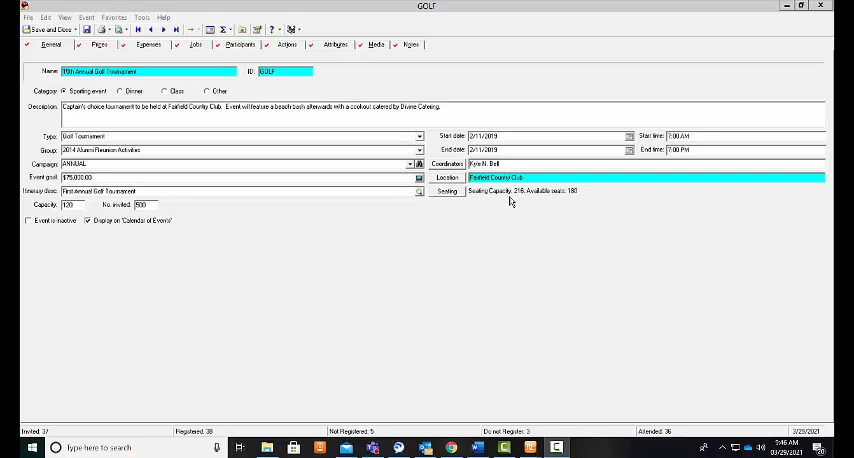 GOLF
File Edit View Event Favorites Tools Help
Save and Close
General Prices Expenses Jobs Participants Actions Attributes Media Notes
Name: 15th Annual Golf Tournament ID: GOLF
Category: Sporting event Dinner Class Other
Description: Captain's choice tournament to be held at Fairfield Country Club. Event will feature a beach bash afterwards with a cookout catered by Divine Catering.
Type: Golf Tournament Start date: 2/11/2019 Start time: 7:00 AM
Group: 2014 Alumni Reunion Activities End date: 2/11/2019 End time: 7:00 PM
Campaign: ANNUAL Coordinators Kyle N. Bell
Event goal: $75,000.00 Location Fairfield Country Club
Itinerary desc: First Annual Golf Tournament Seating Seating Capacity: 216; Available seats: 180
Capacity: 120 No. invited: 500
Event is inactive Display on 'Calendar of Events'
Invited: 37 Registered: 38 Not Registered: 5 Do not Register: 3 Attended: 36 3/29/2021
Type here to search 9:46 AM
03/29/2021